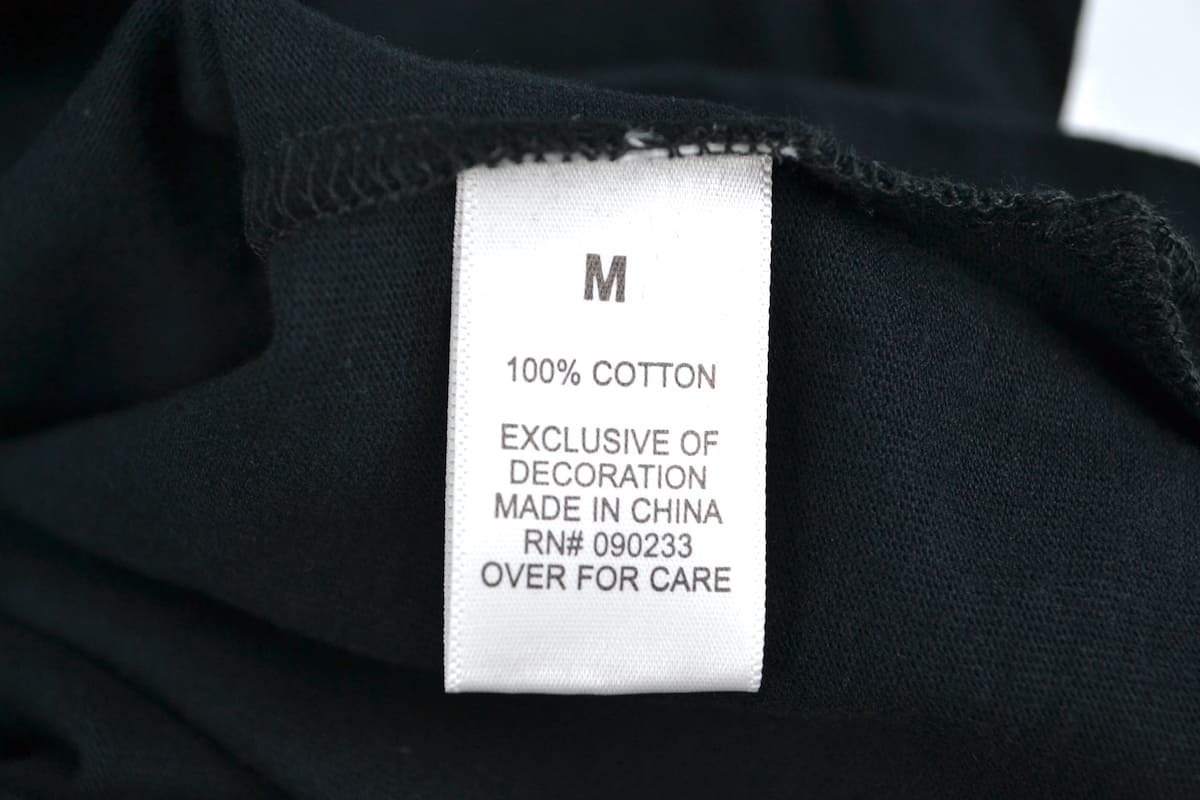 M
100% COTTON
EXCLUSIVE OF
DECORATION
MADE IN CHINA
RN# 090233
OVER FOR CARE